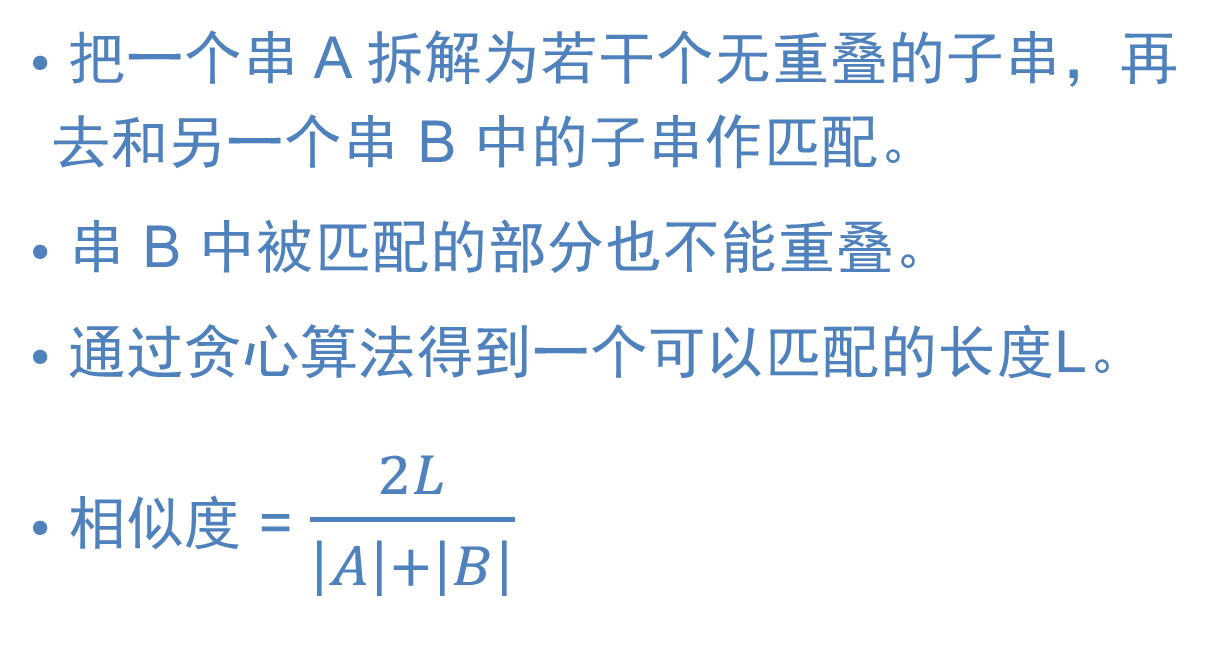 • 把一个串 A 拆解为若干个无重叠的子串，再
去和另一个串 B 中的子串作匹配。
• 串 B 中被匹配的部分也不能重叠。
• 通过贪心算法得到一个可以匹配的长度L。
• 相似度 = \frac{2L}{|A|+|B|}